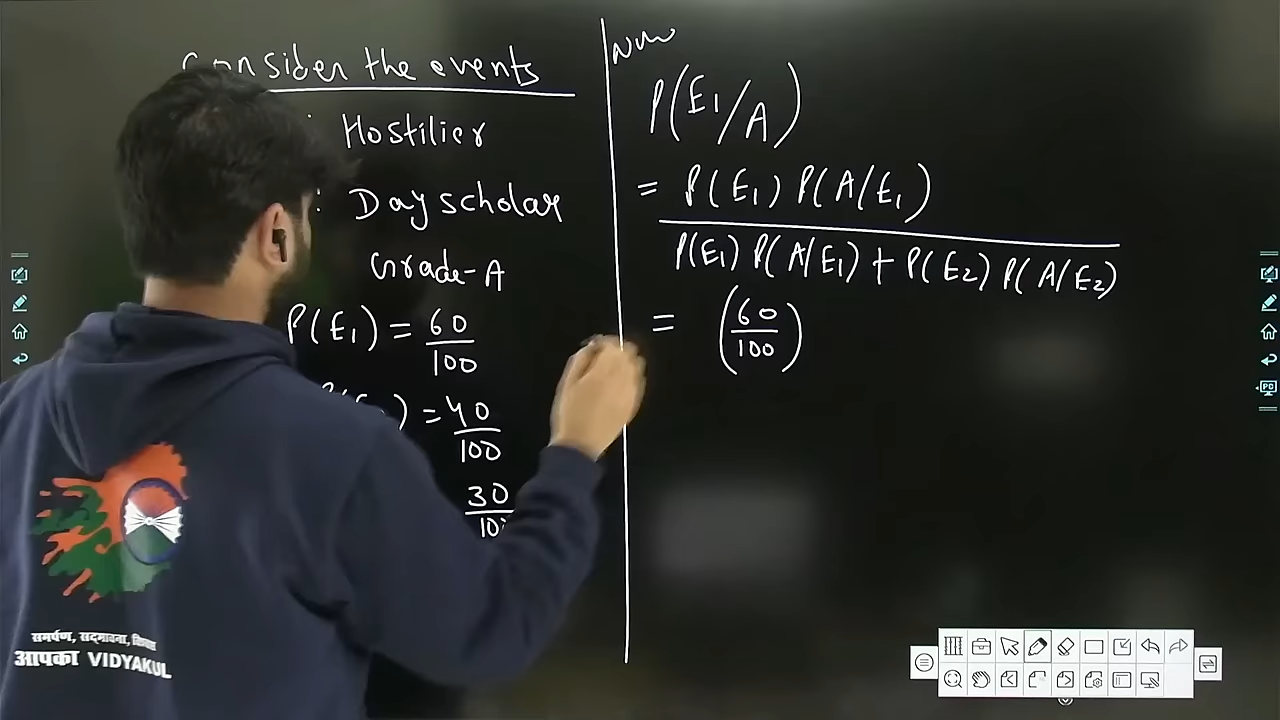 Consider the events
: Hostilier
: Day scholar
Grade-A
P(E1) = 60/100
) = 40/100
30
Now
P(E1/A)
= P(E1) P(A/E1)
P(E1) P(A/E1) + P(E2) P(A/E2)
= (60/100)
समर्पण, सद्भावना,
आपका VIDYAKUL